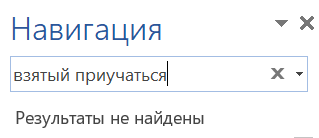 Навигация
взятый приучаться
Результаты не найдены